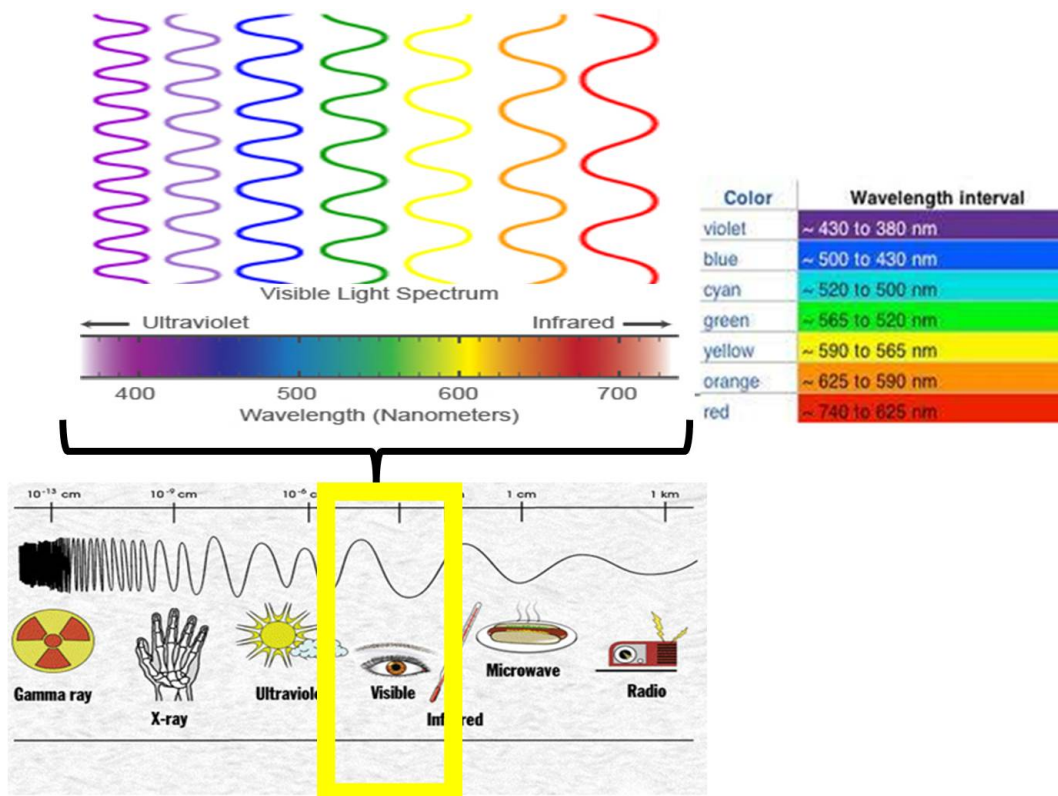 Visible Light Spectrum
Ultraviolet Infrared
400 500 600 700
Wavelength (Nanometers)
Color Wavelength interval
violet ~ 430 to 380 nm
blue ~ 500 to 430 nm
cyan ~ 520 to 500 nm
green ~ 565 to 520 nm
yellow ~ 590 to 565 nm
orange ~ 625 to 590 nm
red ~ 740 to 625 nm
10⁻¹³ cm 10⁻⁹ cm 10⁻⁶ 1 cm 1 km
Gamma ray
X-ray
Visible
Microwave
Radio